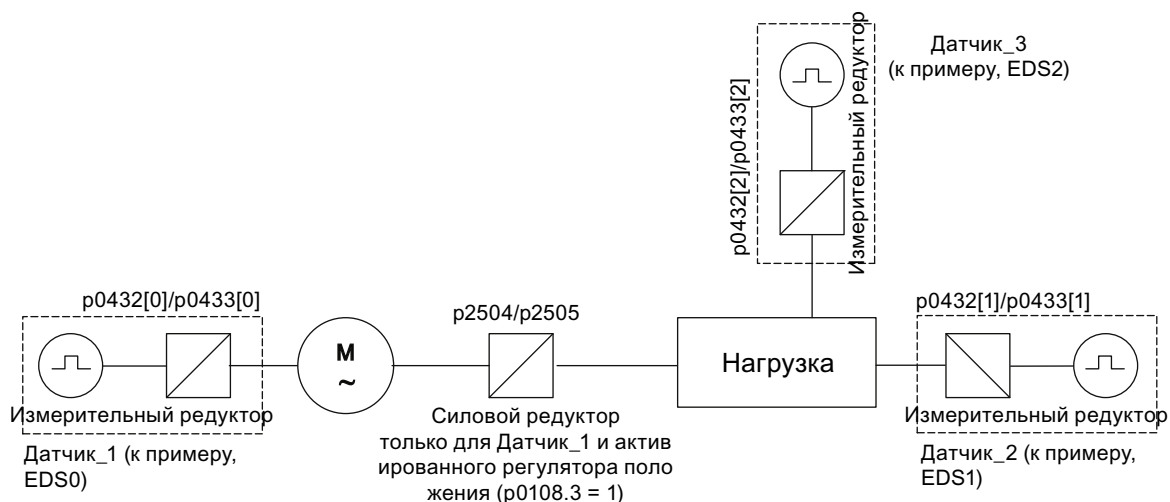 Датчик_3
(к примеру, EDS2)
Измерительный редуктор
p0432[2]/p0433[2]
p0432[0]/p0433[0]
p2504/p2505
p0432[1]/p0433[1]
M
~
Нагрузка
Измерительный редуктор
Датчик_1 (к примеру,
EDS0)
Силовой редуктор
только для Датчик_1 и актив
ированного регулятора поло
жения (p0108.3 = 1)
Измерительный редуктор
Датчик_2 (к примеру,
EDS1)